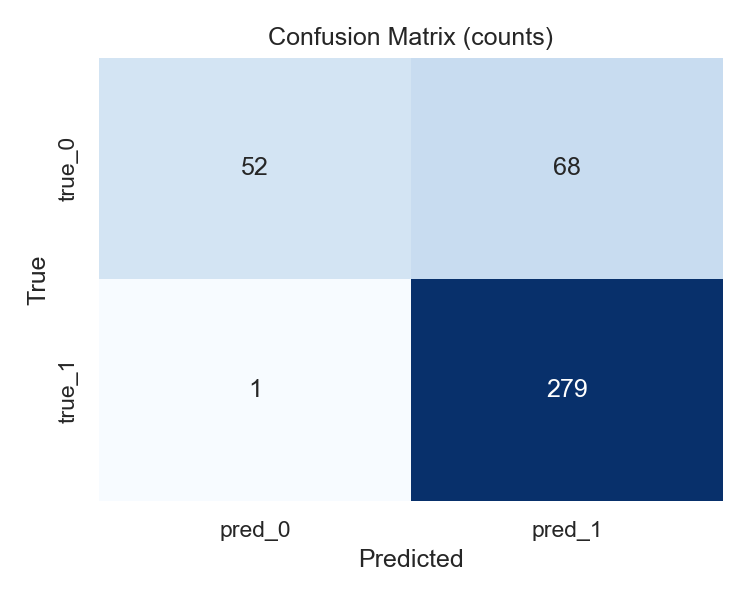 Confusion Matrix (counts)
True
true_0
52
68
true_1
1
279
pred_0
pred_1
Predicted